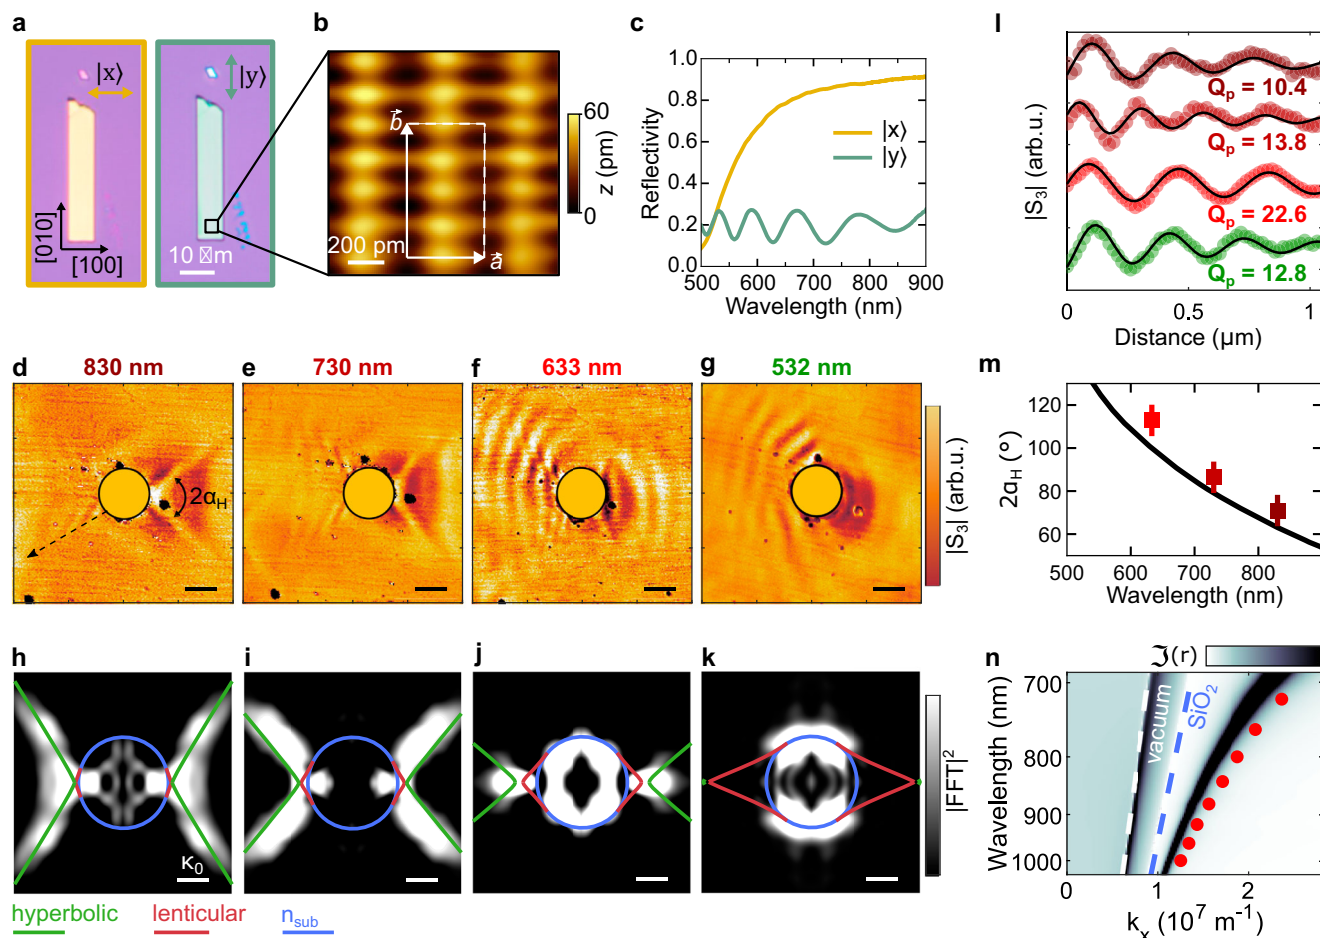 a
|x⟩
[010]
[100]
|y⟩
10 □m
b
b
a
200 pm
60
0
z (pm)
c
1.0
0.8
0.6
0.4
0.2
0.0
Reflectivity
|x⟩
|y⟩
500 600 700 800 900
Wavelength (nm)
l
|S3| (arb.u.)
Qp = 10.4
Qp = 13.8
Qp = 22.6
Qp = 12.8
0 0.5 1
Distance (μm)
d 830 nm
2αH
e 730 nm
f 633 nm
g 532 nm
|S3| (arb.u.)
m
120
100
80
60
2αH (°)
500 600 700 800
Wavelength (nm)
h
κ0
i
j
k
|FFT|²
hyperbolic lenticular nsub
n
ℑ(r)
700
800
900
1000
Wavelength (nm)
vacuum
SiO2
0 1 2
kx (10⁷ m⁻¹)